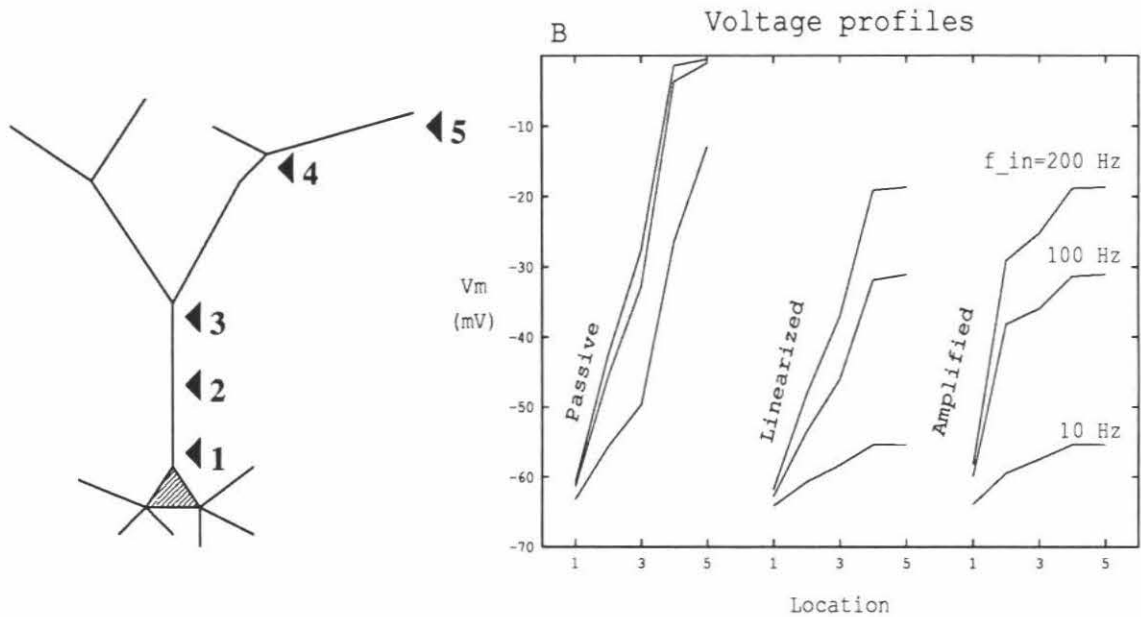 B
Voltage profiles
5
4
3
2
1
Vm
(mV)
-10
-20
-30
-40
-50
-60
-70
Passive
Linearized
Amplified
f_in=200 Hz
100 Hz
10 Hz
1 3 5 1 3 5 1 3 5
Location